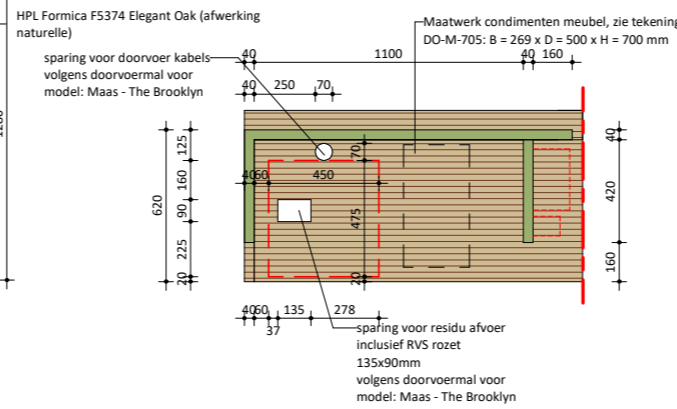 HPL Formica F5374 Elegant Oak (afwerking
naturelle)
sparing voor doorvoer kabels
volgens doorvoermal voor
model: Maas - The Brooklyn
Maatwerk condimenten meubel, zie tekening
DO-M-705: B = 269 x D = 500 x H = 700 mm
40 1100 40 160
40 250 70
620
125
160
90
225
20
40 60 450
70
475
20
40
420
160
40 60 135 278
37
sparing voor residu afvoer
inclusief RVS rozet
135x90mm
volgens doorvoermal voor
model: Maas - The Brooklyn